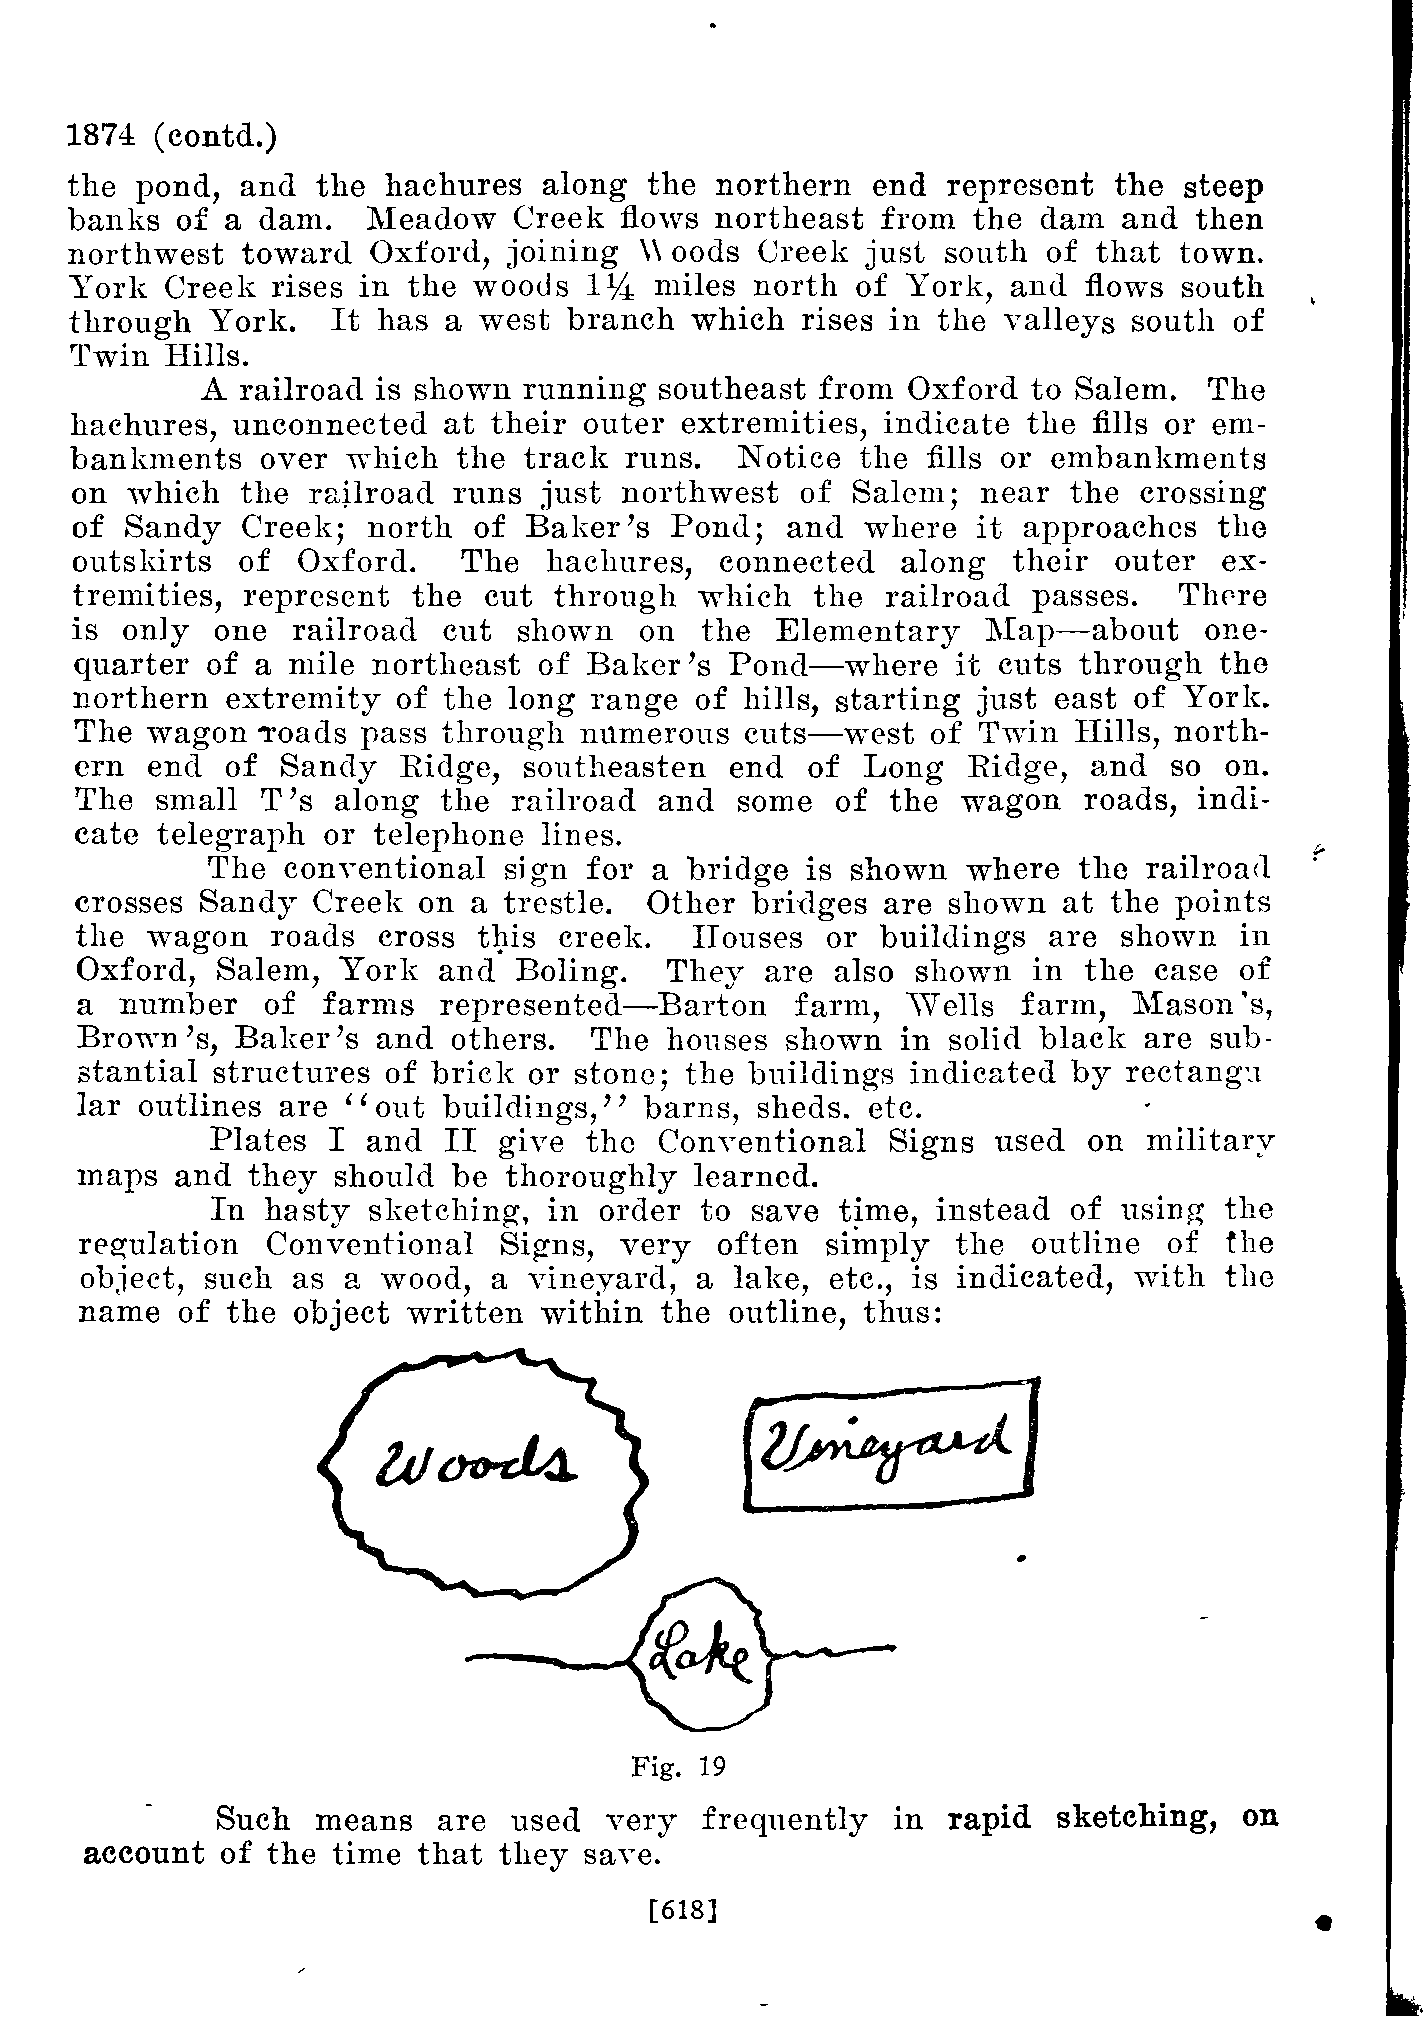 1874 (contd.)
the pond, and the hachures along the northern end represent the steep
banks of a dam. Meadow Creek flows northeast from the dam and then
northwest toward Oxford, joining Woods Creek just south of that town.
York Creek rises in the woods 1¼ miles north of York, and flows south
through York. It has a west branch which rises in the valleys south of
Twin Hills.
A railroad is shown running southeast from Oxford to Salem. The
hachures, unconnected at their outer extremities, indicate the fills or em-
bankments over which the track runs. Notice the fills or embankments
on which the railroad runs just northwest of Salem; near the crossing
of Sandy Creek; north of Baker's Pond; and where it approaches the
outskirts of Oxford. The hachures, connected along their outer ex-
tremities, represent the cut through which the railroad passes. There
is only one railroad cut shown on the Elementary Map—about one-
quarter of a mile northeast of Baker's Pond—where it cuts through the
northern extremity of the long range of hills, starting just east of York.
The wagon roads pass through numerous cuts—west of Twin Hills, north-
ern end of Sandy Ridge, southeasten end of Long Ridge, and so on.
The small T's along the railroad and some of the wagon roads, indi-
cate telegraph or telephone lines.
The conventional sign for a bridge is shown where the railroad
crosses Sandy Creek on a trestle. Other bridges are shown at the points
the wagon roads cross this creek. Houses or buildings are shown in
Oxford, Salem, York and Boling. They are also shown in the case of
a number of farms represented—Barton farm, Wells farm, Mason's,
Brown's, Baker's and others. The houses shown in solid black are sub-
stantial structures of brick or stone; the buildings indicated by rectangu
lar outlines are "out buildings," barns, sheds. etc.
Plates I and II give the Conventional Signs used on military
maps and they should be thoroughly learned.
In hasty sketching, in order to save time, instead of using the
regulation Conventional Signs, very often simply the outline of the
object, such as a wood, a vineyard, a lake, etc., is indicated, with the
name of the object written within the outline, thus:
Woods
Vineyard
Lake
Fig. 19
Such means are used very frequently in rapid sketching, on
account of the time that they save.
[618]